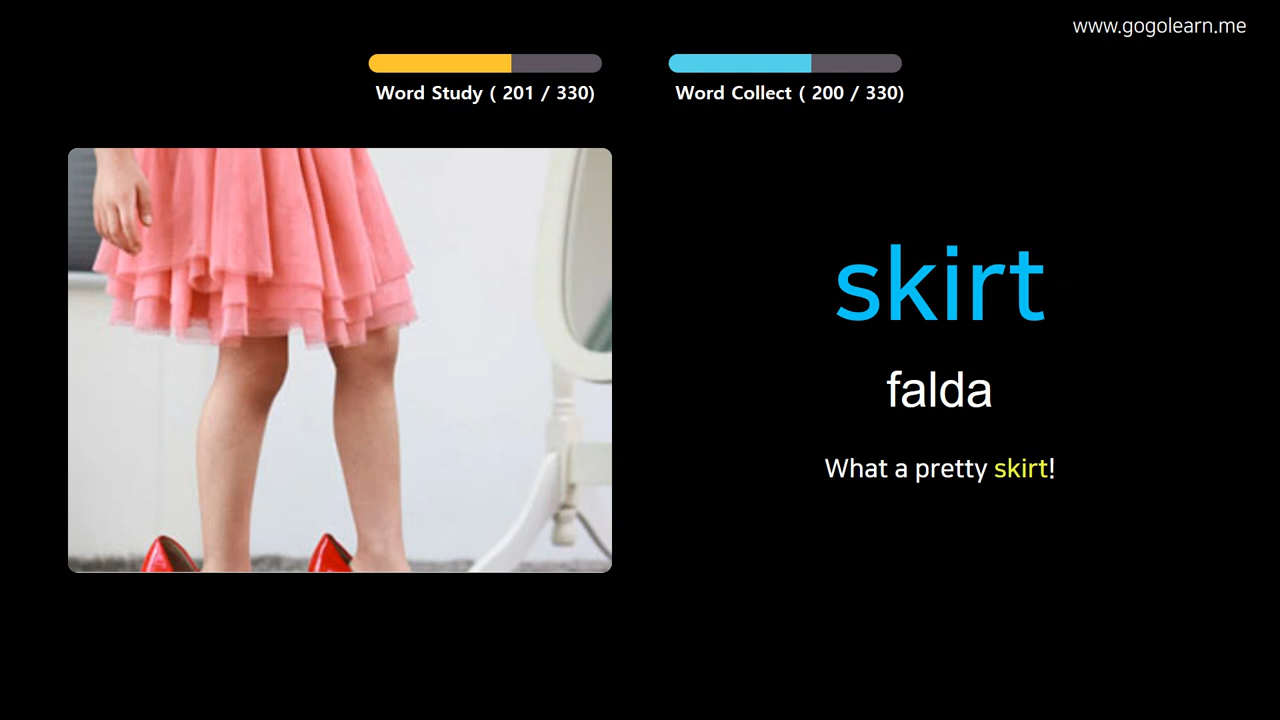 www.gogolearn.me
Word Study ( 201 / 330)
Word Collect ( 200 / 330)
skirt
falda
What a pretty skirt!